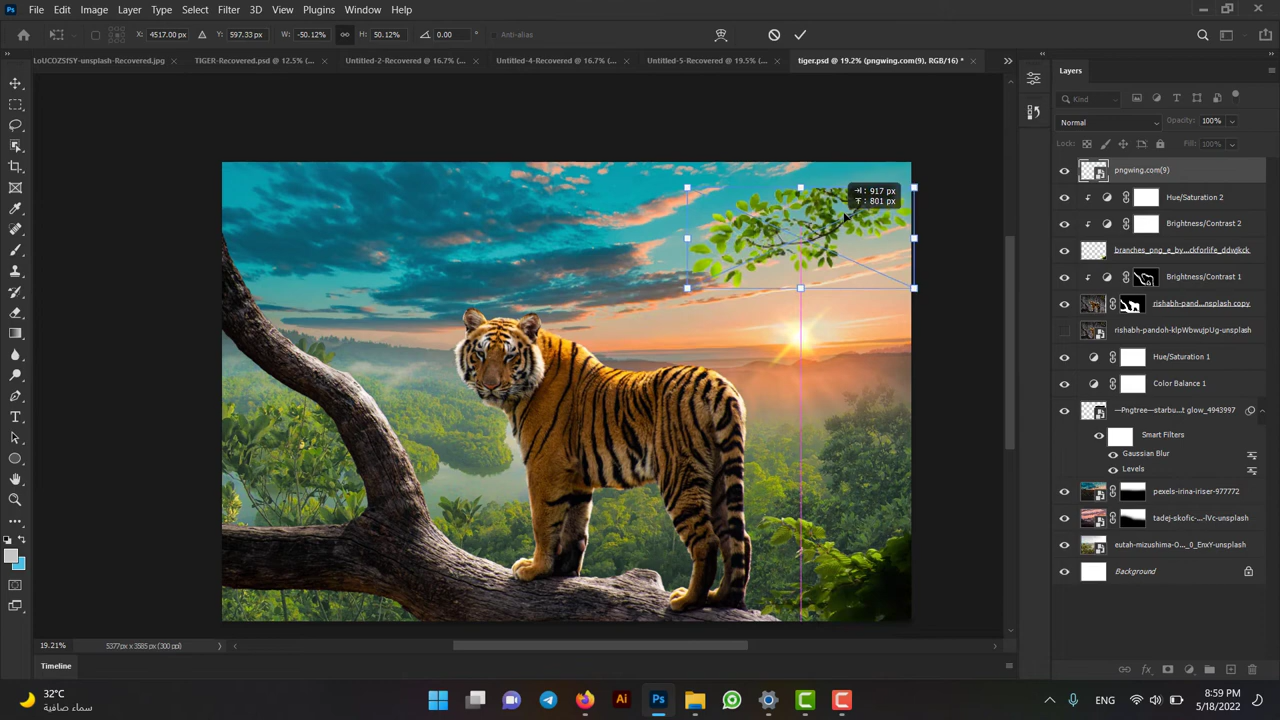 File Edit Image Layer Type Select Filter 3D View Plugins Window Help
X: 4517.00 px Y: 597.33 px W: -50.12% H: 50.12% 0.00 ° Anti-alias
LoUCOZSfSY-unsplash-Recovered.jpg TIGER-Recovered.psd @ 12.5% (... Untitled-2-Recovered @ 16.7% (... Untitled-4-Recovered @ 16.7% (... Untitled-5-Recovered @ 19.5% (... tiger.psd @ 19.2% (pngwing.com(9), RGB/16) *
Layers
Kind
Normal Opacity: 100%
Lock: Fill: 100%
: 917 px
: 801 px
pngwing.com(9)
Hue/Saturation 2
Brightness/Contrast 2
branches_png_e_by...ckforlife_ddwjkck
Brightness/Contrast 1
rishabh-pand...nsplash copy
rishabh-pandoh-klpWbwujpUg-unsplash
Hue/Saturation 1
Color Balance 1
—Pngtree—starbu...t glow_4943997
Smart Filters
Gaussian Blur
Levels
pexels-irina-iriser-977772
tadej-skofic-...-lVc-unsplash
eutah-mizushima-O..._0_EnxY-unsplash
Background
19.21% 5377px x 3585 px (300 ppi)
Timeline
32°C
سماء صافية
Ai Ps ENG
8:59 PM
5/18/2022